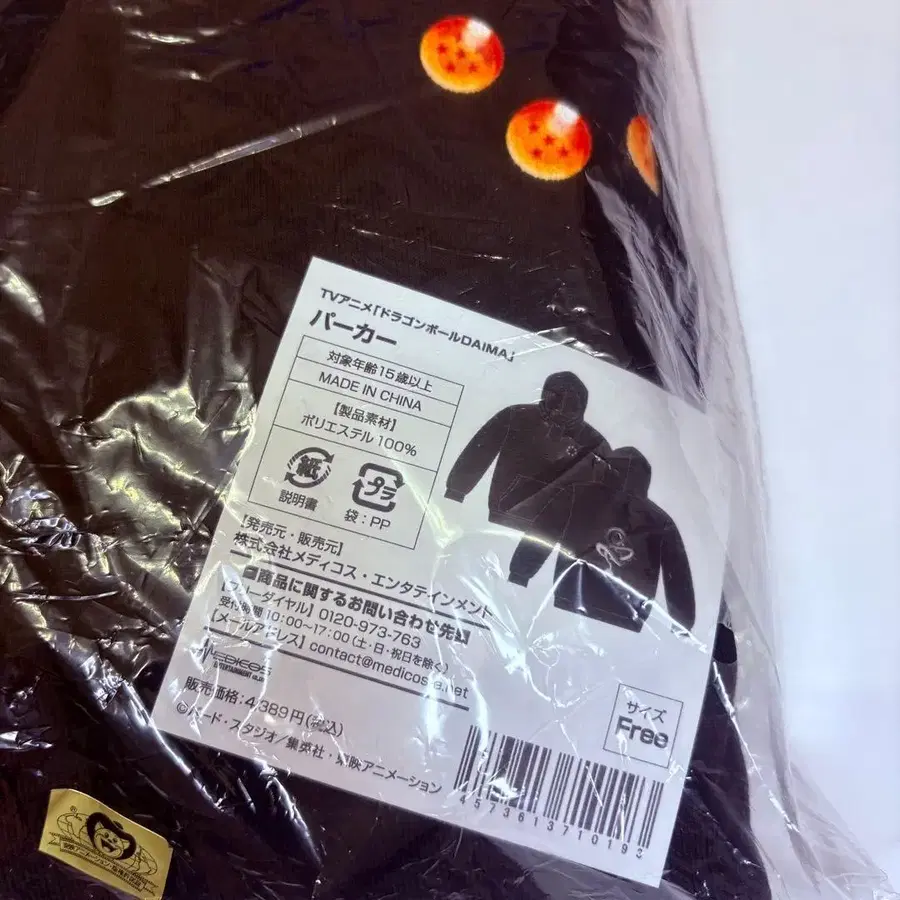 TVアニメ「ドラゴンボールDAIMA」
パーカー
対象年齢15歳以上
MADE IN CHINA
【製品素材】
ポリエステル100%
紙
説明書
プラ
袋：PP
【発売元・販売元】
株式会社メディコス・エンタテインメント
商品に関するお問い合わせ先
【フリーダイヤル】0120-973-763
受付時間10:00〜17:00(土・日・祝日を除く)
【メールアドレス】contact@medicos-e.net
MEDICOS
ENTERTAINMENT
販売価格：4,389円(税込)
©バード・スタジオ／集英社・東映アニメーション
サイズ
Free
4573613710193